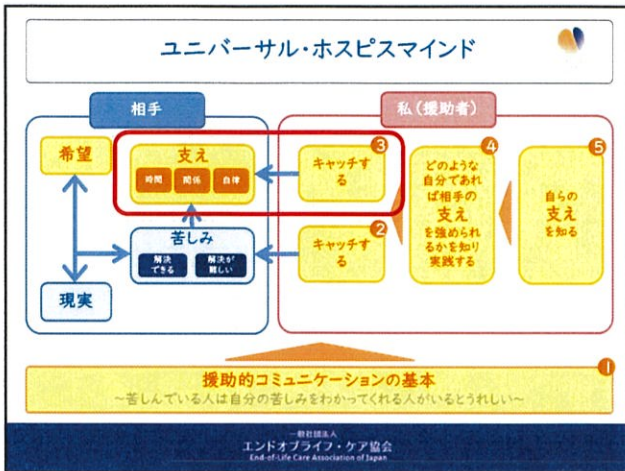 ユニバーサル・ホスピスマインド
相手
私(援助者)
希望
支え
時間 関係 自律
キャッチす
る
3
どのような
自分であれ
ば相手の
支え
を強められ
るかを知り
実践する
4
自らの
支え
を知る
5
苦しみ
解決
できる
解決が
難しい
キャッチす
る
2
現実
援助的コミュニケーションの基本
～苦しんでいる人は自分の苦しみをわかってくれる人がいるとうれしい～
1
一般社団法人
エンドオブライフ・ケア協会
End-of-Life Care Association of Japan